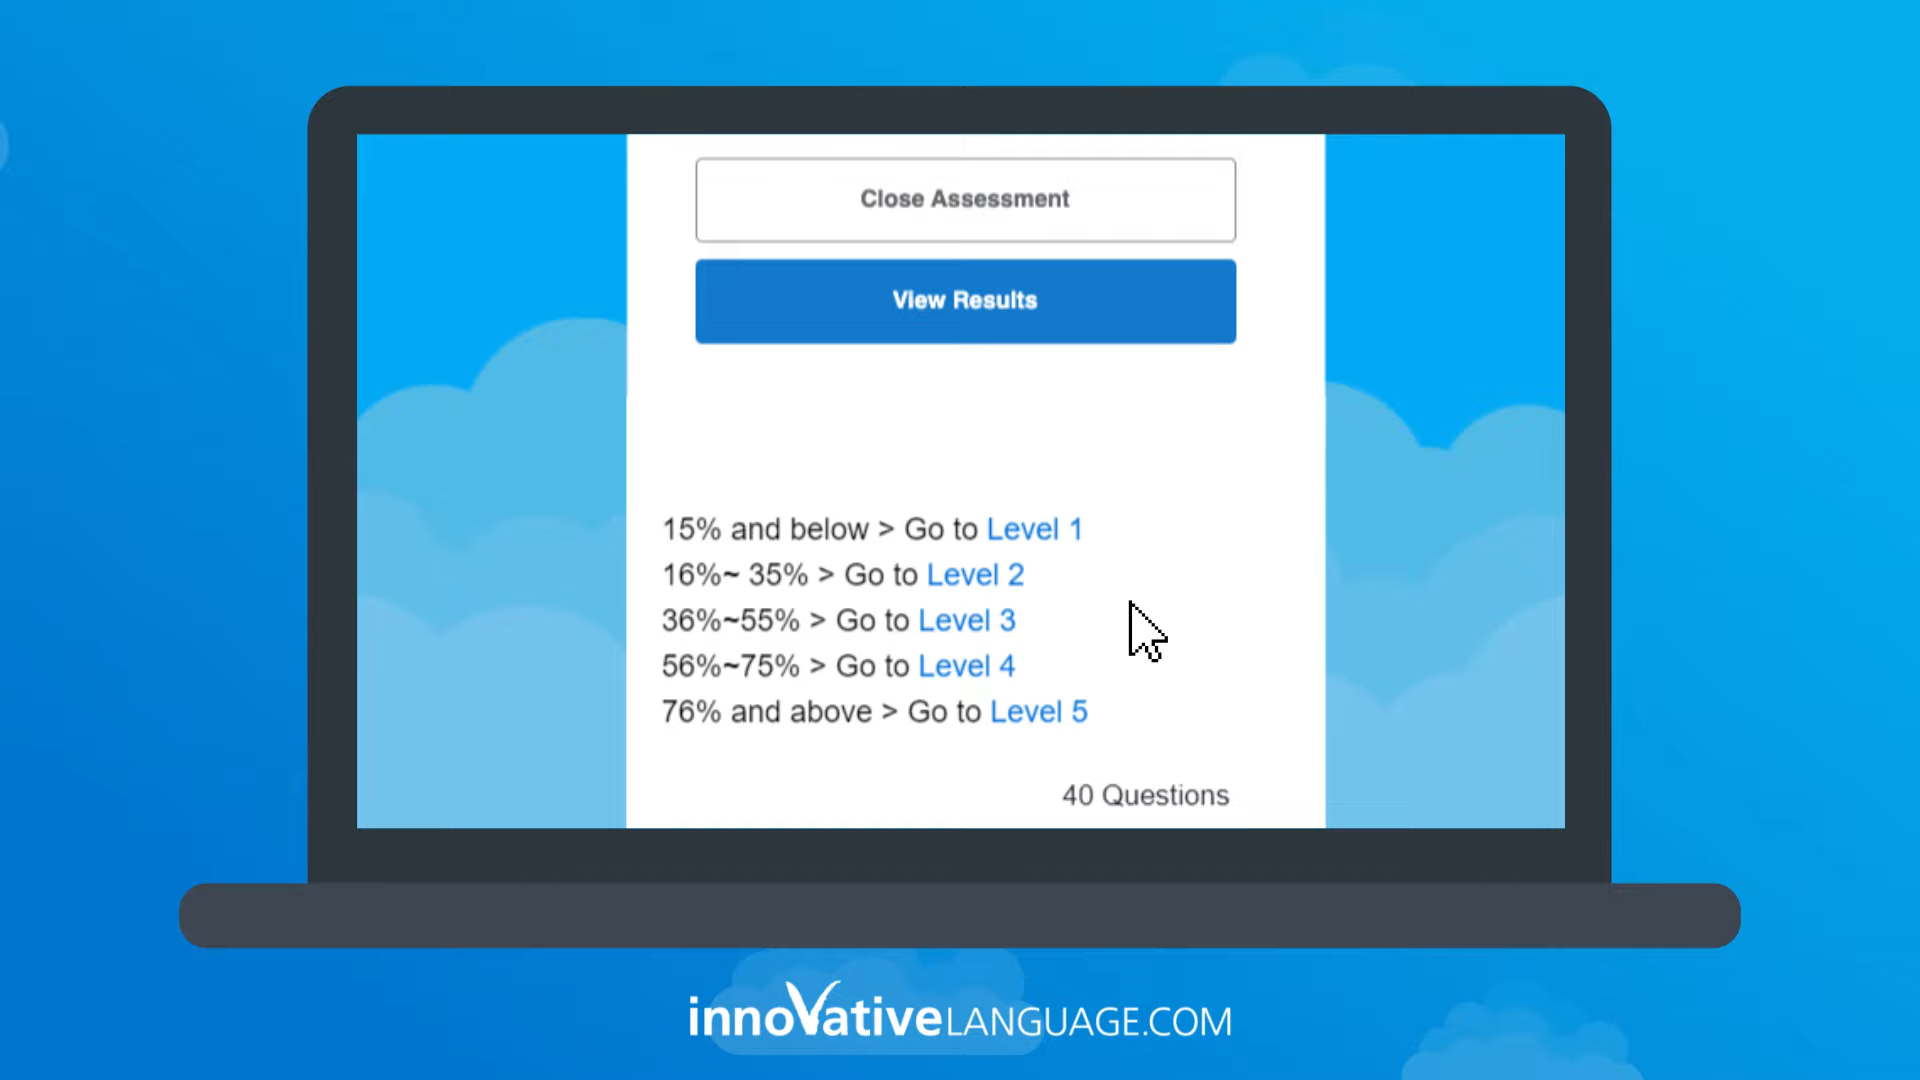 Close Assessment
View Results
15% and below > Go to Level 1
16%~ 35% > Go to Level 2
36%~55% > Go to Level 3
56%~75% > Go to Level 4
76% and above > Go to Level 5
40 Questions
innoVative LANGUAGE.COM